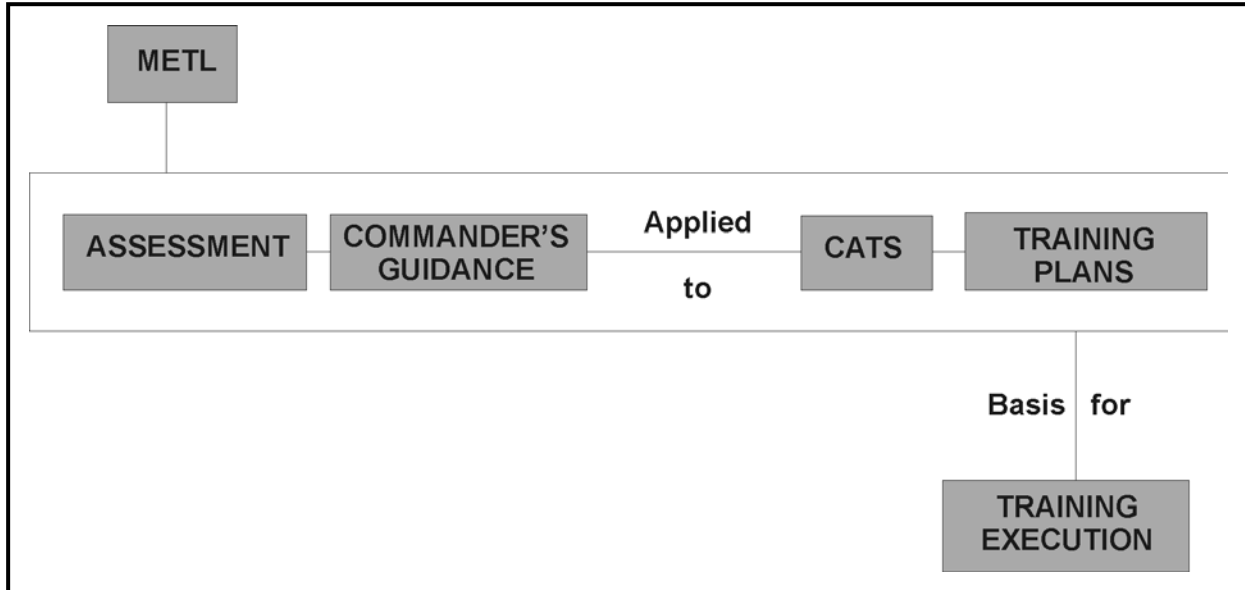 METL
ASSESSMENT
COMMANDER'S
GUIDANCE
Applied
to
CATS
TRAINING
PLANS
Basis for
TRAINING
EXECUTION